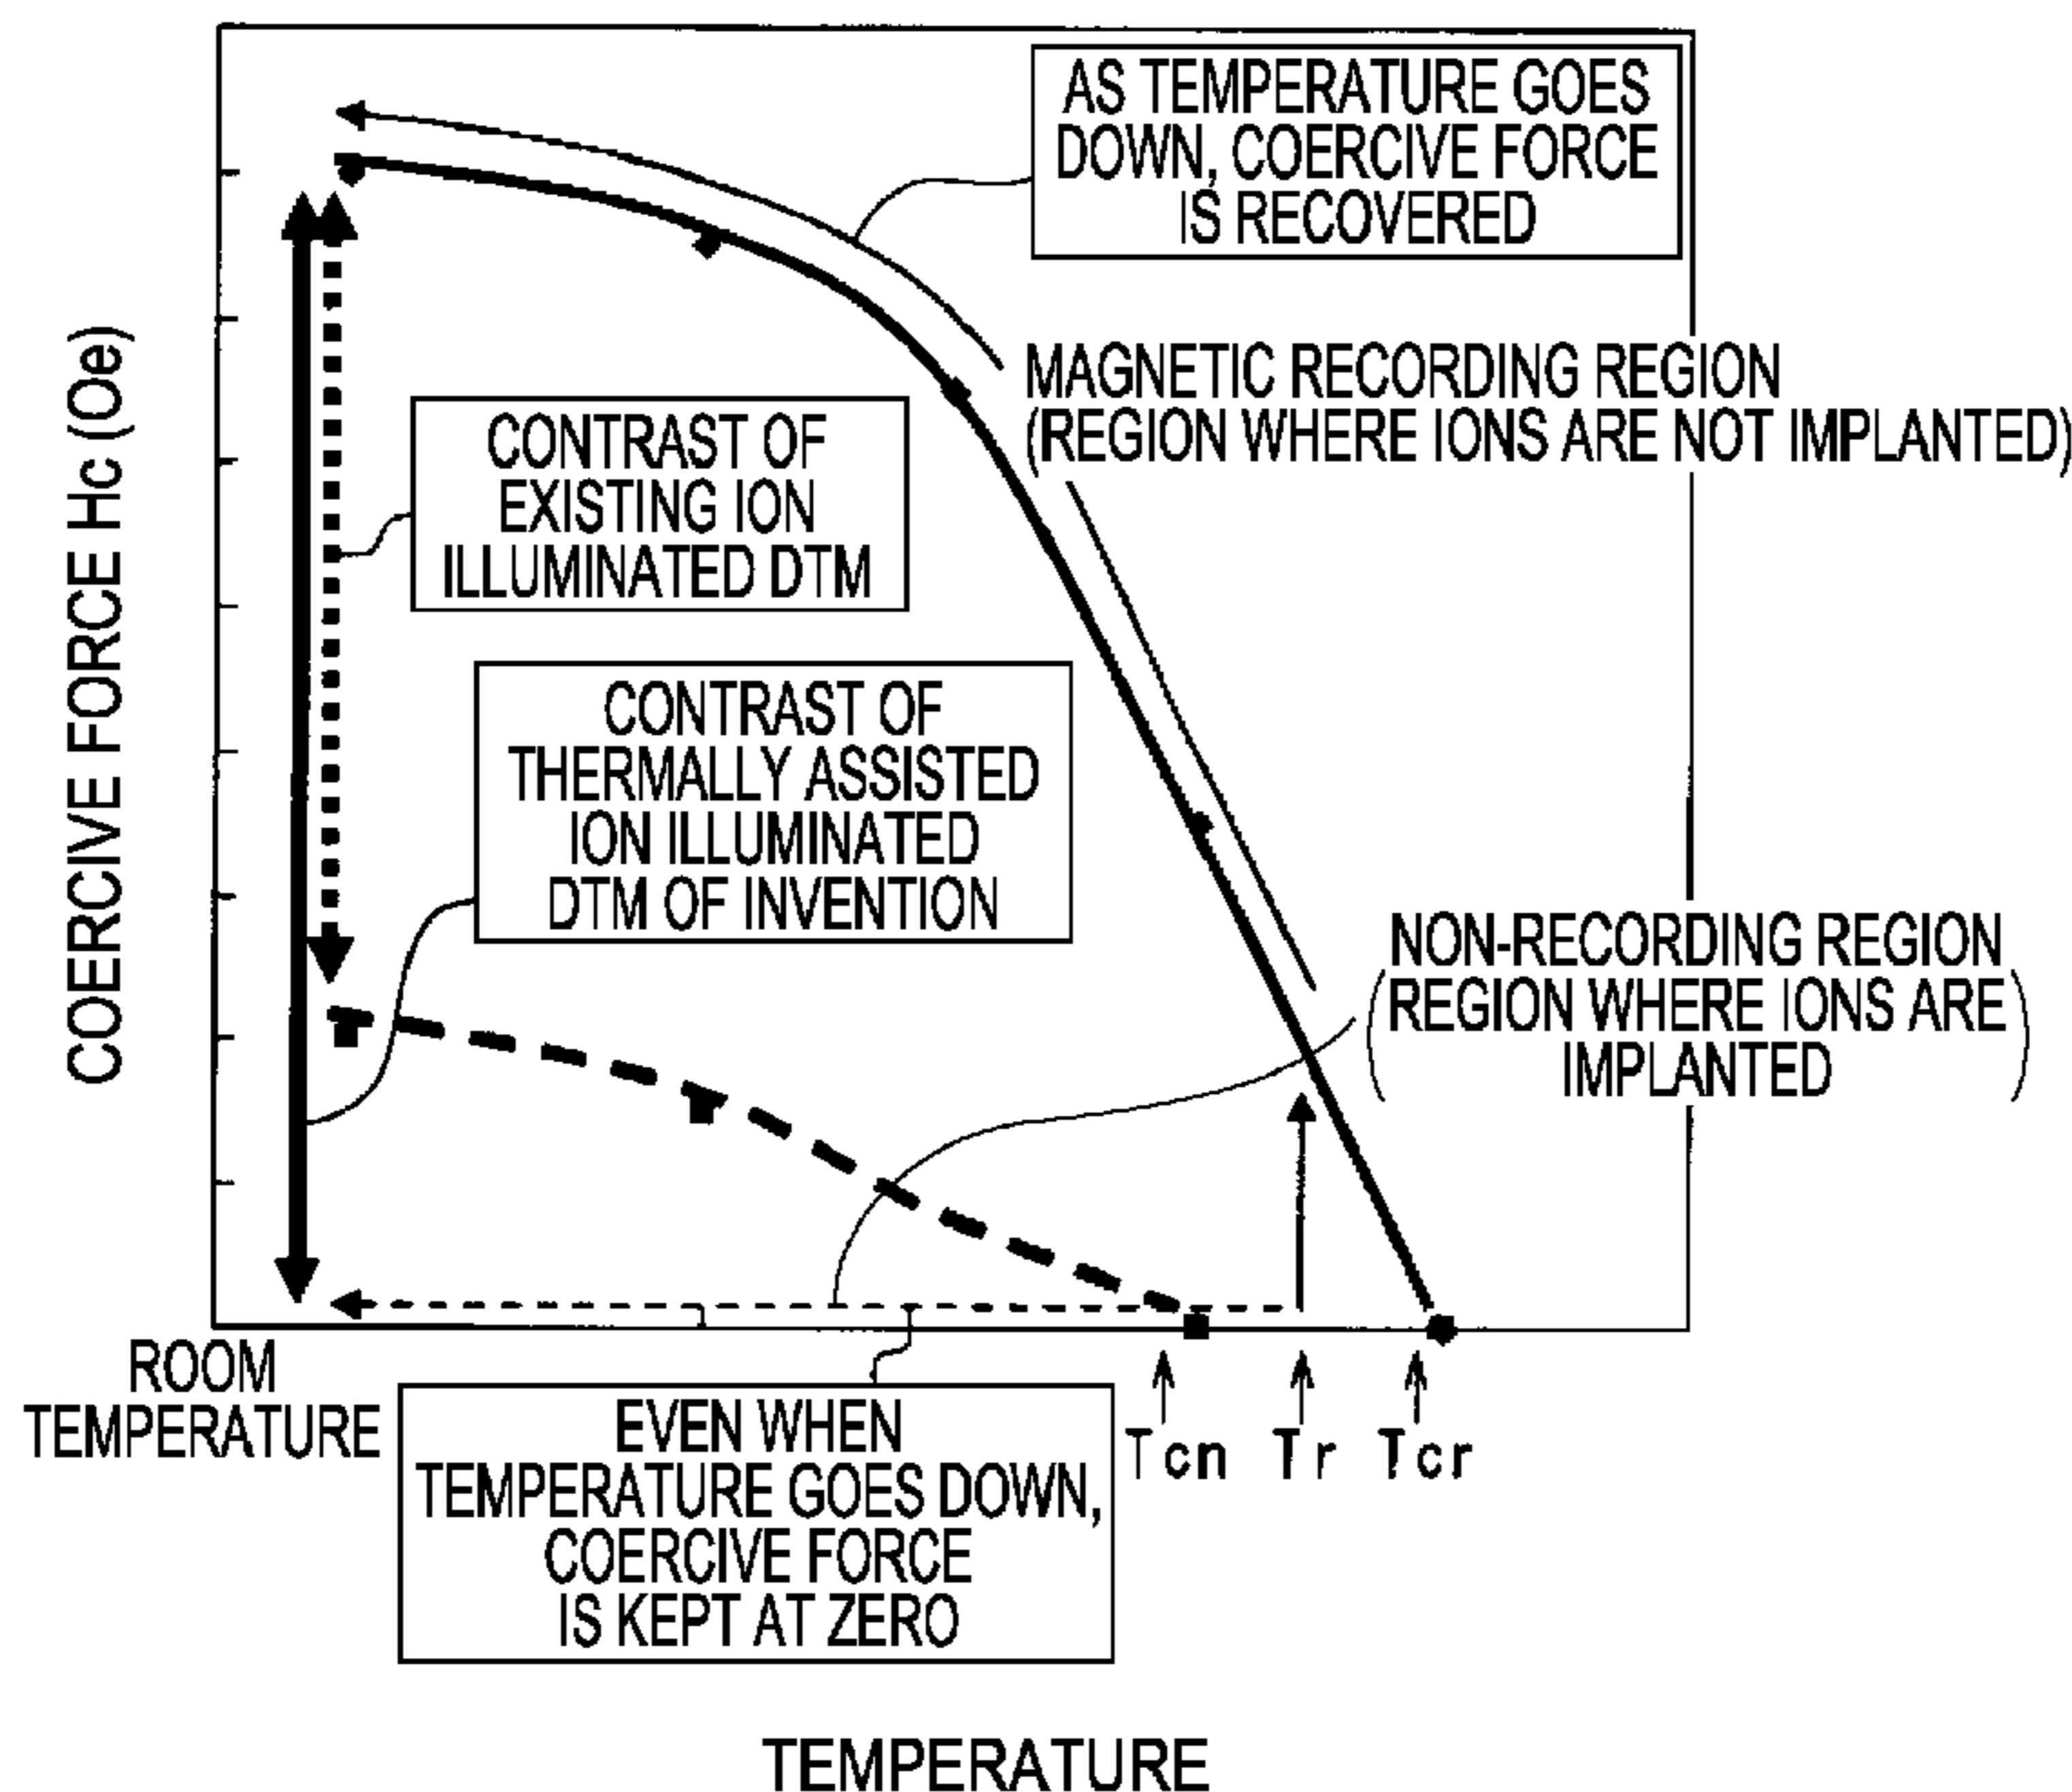 AS TEMPERATURE GOES
DOWN, COERCIVE FORCE
IS RECOVERED
MAGNETIC RECORDING REGION
(REGION WHERE IONS ARE NOT IMPLANTED)
CONTRAST OF
EXISTING ION
ILLUMINATED DTM
COERCIVE FORCE Hc (Oe)
CONTRAST OF
THERMALLY ASSISTED
ION ILLUMINATED
DTM OF INVENTION
NON-RECORDING REGION
(REGION WHERE IONS ARE
IMPLANTED)
ROOM
TEMPERATURE
EVEN WHEN
TEMPERATURE GOES DOWN,
COERCIVE FORCE
IS KEPT AT ZERO
Tcn Tr Tcr
TEMPERATURE